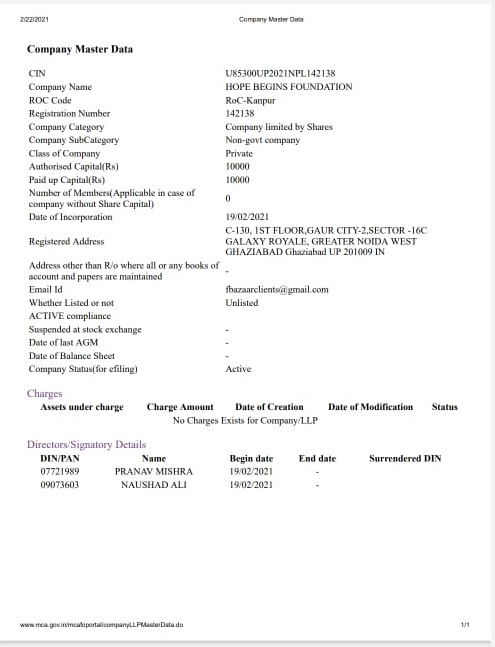 2/22/2021 Company Master Data
Company Master Data
CIN U85300UP2021NPL142138
Company Name HOPE BEGINS FOUNDATION
ROC Code RoC-Kanpur
Registration Number 142138
Company Category Company limited by Shares
Company SubCategory Non-govt company
Class of Company Private
Authorised Capital(Rs) 10000
Paid up Capital(Rs) 10000
Number of Members(Applicable in case of
company without Share Capital) 0
Date of Incorporation 19/02/2021
Registered Address C-130, 1ST FLOOR,GAUR CITY-2,SECTOR -16C
GALAXY ROYALE, GREATER NOIDA WEST
GHAZIABAD Ghaziabad UP 201009 IN
Address other than R/o where all or any books of
account and papers are maintained -
Email Id fbazaarclients@gmail.com
Whether Listed or not Unlisted
ACTIVE compliance
Suspended at stock exchange -
Date of last AGM -
Date of Balance Sheet -
Company Status(for efiling) Active
Charges
Assets under charge Charge Amount Date of Creation Date of Modification Status
No Charges Exists for Company/LLP
Directors/Signatory Details
DIN/PAN Name Begin date End date Surrendered DIN
07721989 PRANAV MISHRA 19/02/2021 -
09073603 NAUSHAD ALI 19/02/2021 -
www.mca.gov.in/mcafoportal/companyLLPMasterData.do 1/1